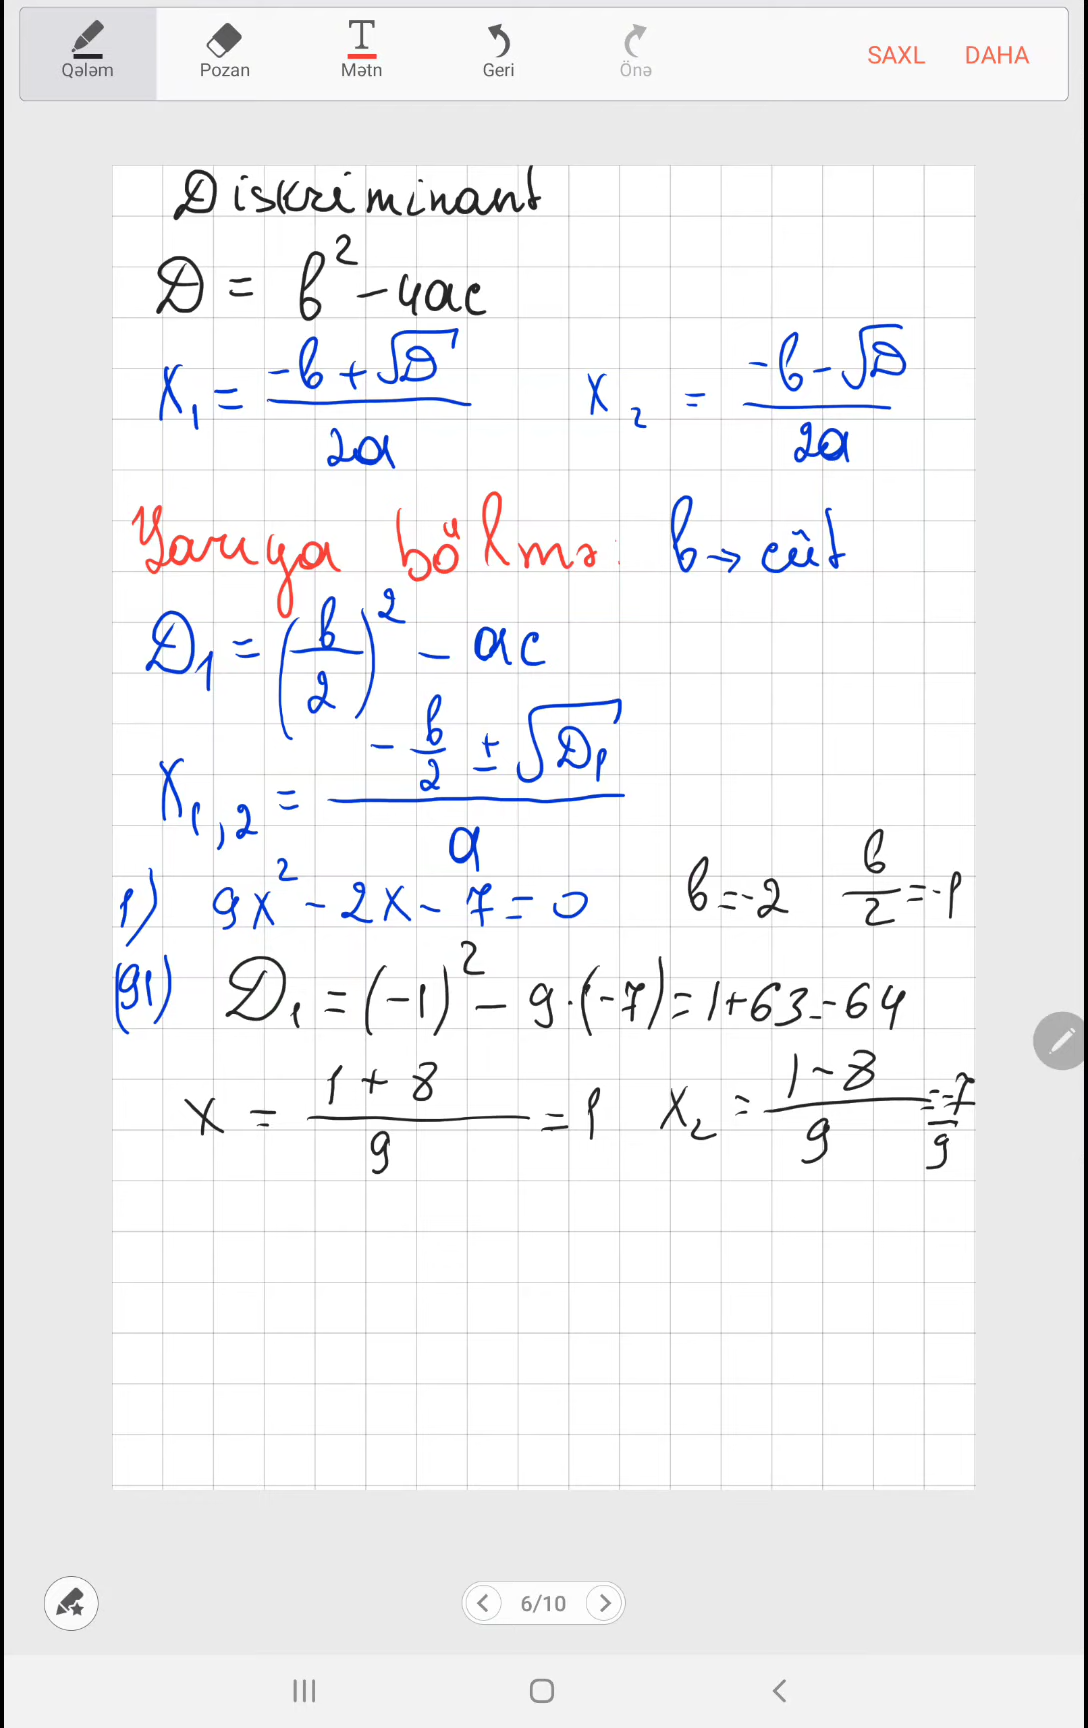 Qələm Pozan Mətn Geri Önə SAXL DAHA
Diskriminant
D = b² - 4ac
x₁ = (-b + √D) / 2a x₂ = (-b - √D) / 2a
Yarıya bölmə: b → cüt
D₁ = (b/2)² - ac
x₁,₂ = (-b/2 ± √D₁) / a
1) 9x² - 2x - 7 = 0 b = -2 b/2 = -1
(91) D₁ = (-1)² - 9·(-7) = 1+63 = 64
x = (1 + 8) / 9 = 1 x₂ = (1 - 8) / 9 = -7/9
6/10